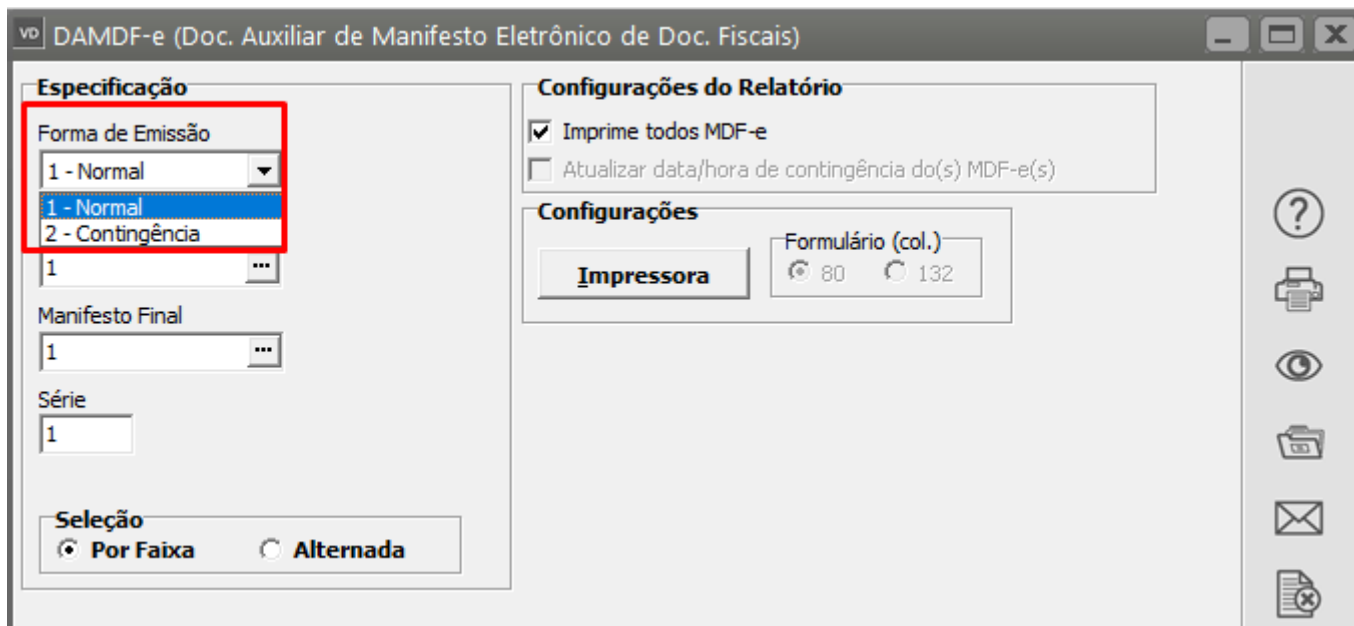 VD DAMDF-e (Doc. Auxiliar de Manifesto Eletrônico de Doc. Fiscais)
Especificação
Forma de Emissão
1 - Normal
1 - Normal
2 - Contingência
1 ...
Manifesto Final
1 ...
Série
1
Seleção
Por Faixa Alternada
Configurações do Relatório
Imprime todos MDF-e
Atualizar data/hora de contingência do(s) MDF-e(s)
Configurações
Impressora
Formulário (col.)
80 132
?